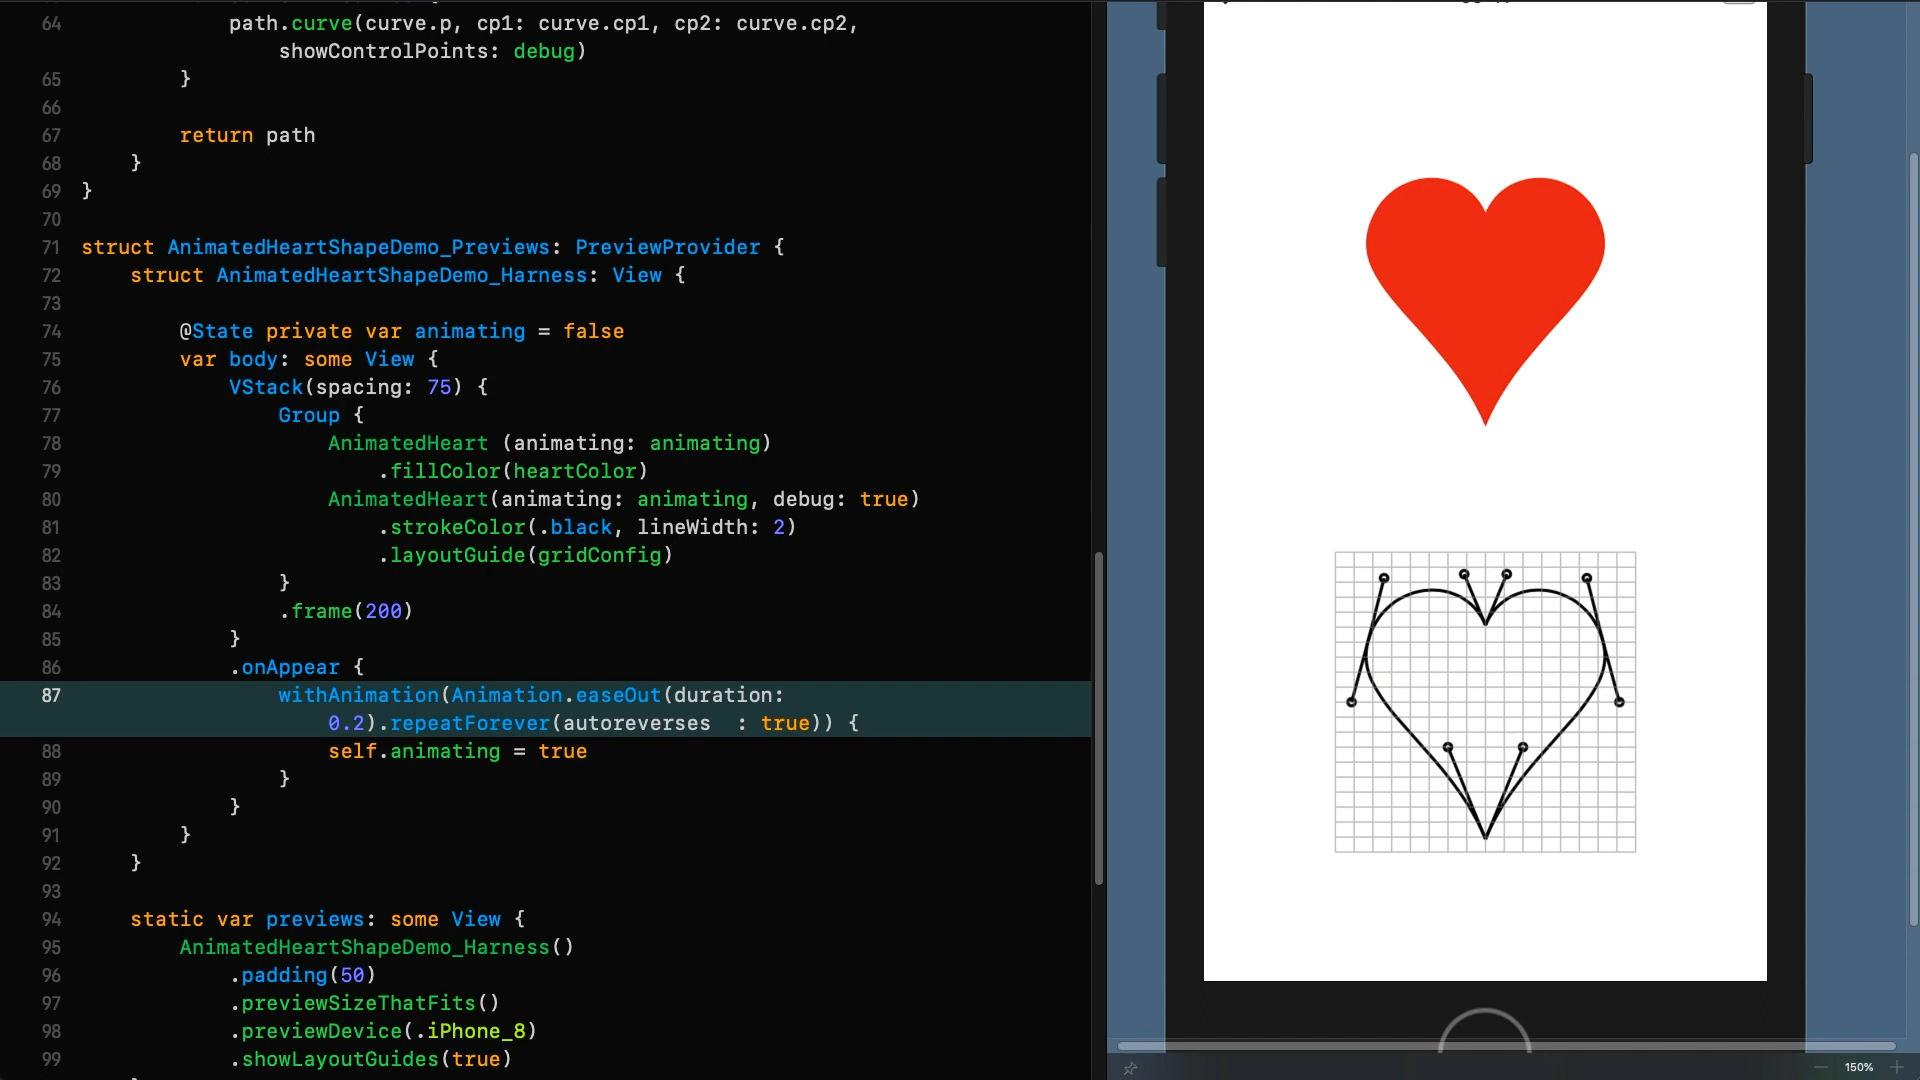 64 path.curve(curve.p, cp1: curve.cp1, cp2: curve.cp2,
showControlPoints: debug)
65 }
66
67 return path
68 }
69 }
70
71 struct AnimatedHeartShapeDemo_Previews: PreviewProvider {
72 struct AnimatedHeartShapeDemo_Harness: View {
73
74 @State private var animating = false
75 var body: some View {
76 VStack(spacing: 75) {
77 Group {
78 AnimatedHeart (animating: animating)
79 .fillColor(heartColor)
80 AnimatedHeart(animating: animating, debug: true)
81 .strokeColor(.black, lineWidth: 2)
82 .layoutGuide(gridConfig)
83 }
84 .frame(200)
85 }
86 .onAppear {
87 withAnimation(Animation.easeOut(duration:
0.2).repeatForever(autoreverses  : true)) {
88 self.animating = true
89 }
90 }
91 }
92 }
93
94 static var previews: some View {
95 AnimatedHeartShapeDemo_Harness()
96 .padding(50)
97 .previewSizeThatFits()
98 .previewDevice(.iPhone_8)
99 .showLayoutGuides(true)
150%